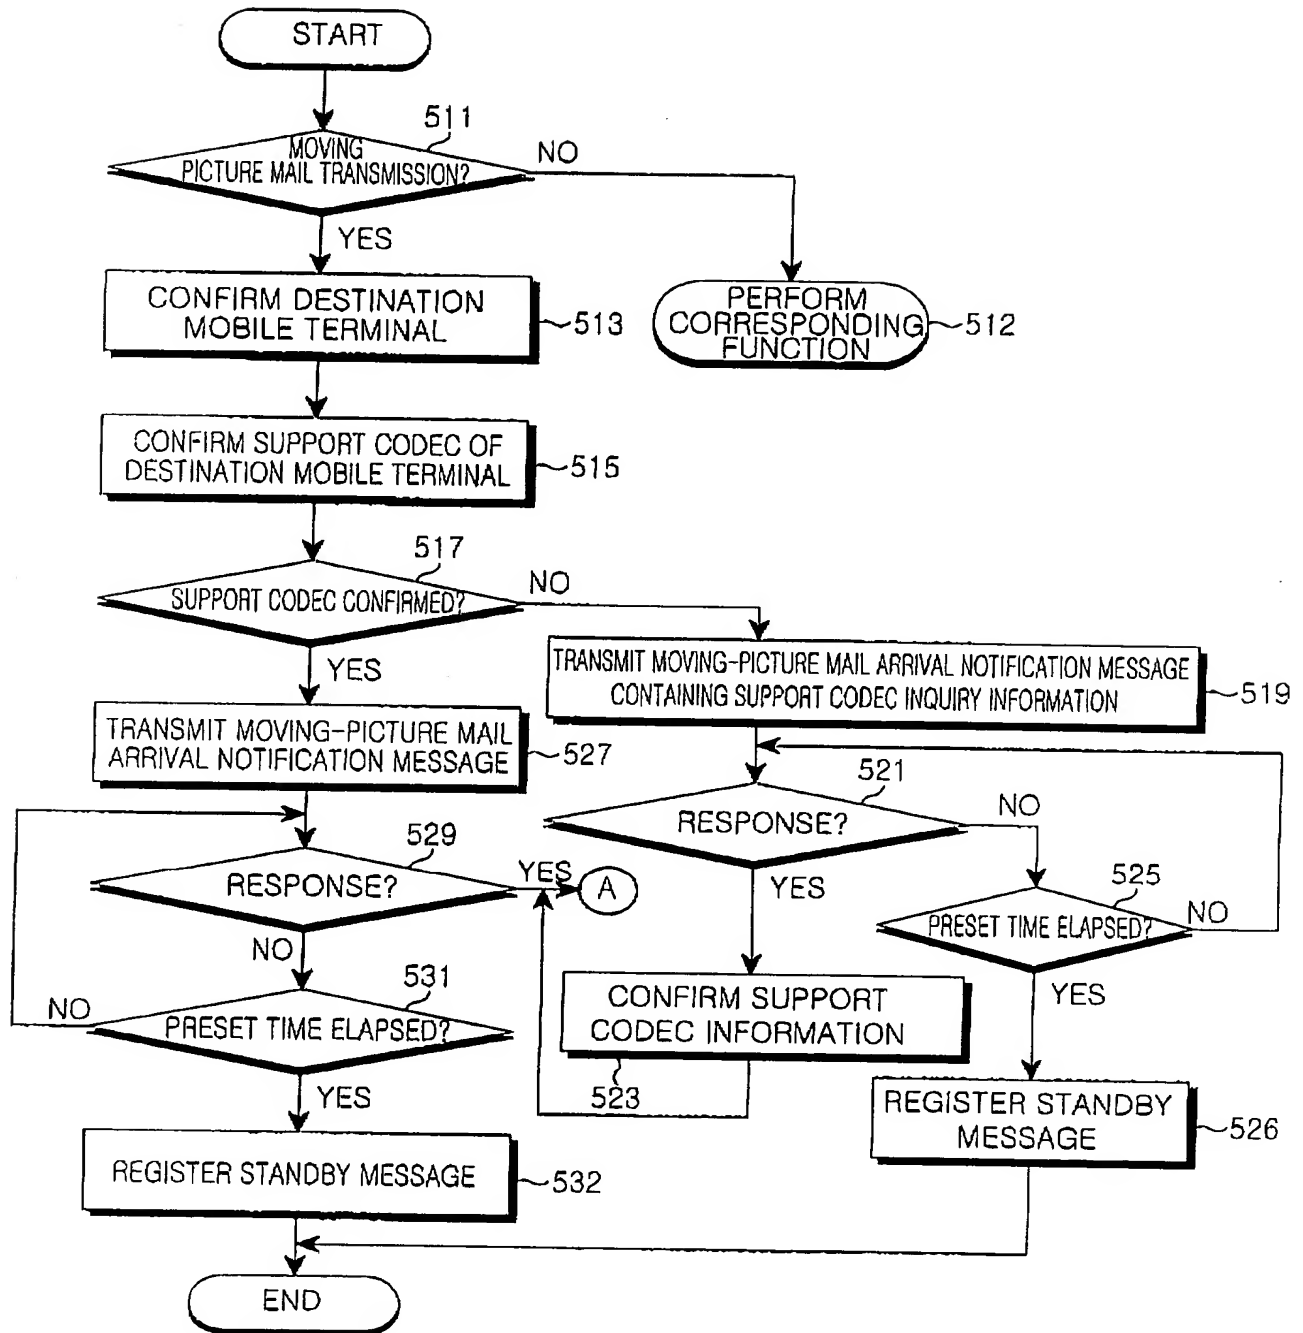 START
511
MOVING
PICTURE MAIL TRANSMISSION?
NO
YES
CONFIRM DESTINATION
MOBILE TERMINAL
513
PERFORM
CORRESPONDING
FUNCTION
512
CONFIRM SUPPORT CODEC OF
DESTINATION MOBILE TERMINAL
515
517
SUPPORT CODEC CONFIRMED?
NO
YES
TRANSMIT MOVING-PICTURE MAIL ARRIVAL NOTIFICATION MESSAGE
CONTAINING SUPPORT CODEC INQUIRY INFORMATION
519
TRANSMIT MOVING-PICTURE MAIL
ARRIVAL NOTIFICATION MESSAGE
527
521
RESPONSE?
NO
YES
529
RESPONSE?
YES
A
NO
525
PRESET TIME ELAPSED?
NO
YES
531
PRESET TIME ELAPSED?
NO
YES
CONFIRM SUPPORT
CODEC INFORMATION
523
REGISTER STANDBY
MESSAGE
526
REGISTER STANDBY MESSAGE
532
END